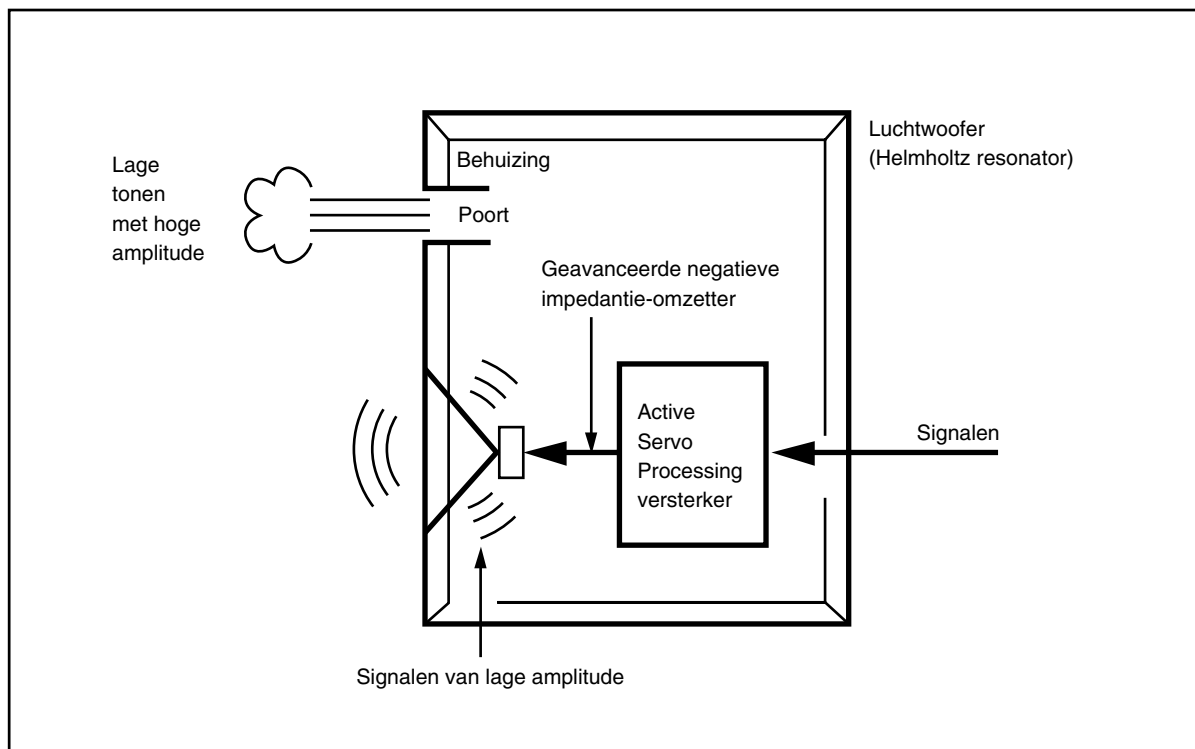 Luchtwoofer
(Helmholtz resonator)
Behuizing
Lage
tonen
met hoge
amplitude
Poort
Geavanceerde negatieve
impedantie-omzetter
Active
Servo
Processing
versterker
Signalen
Signalen van lage amplitude